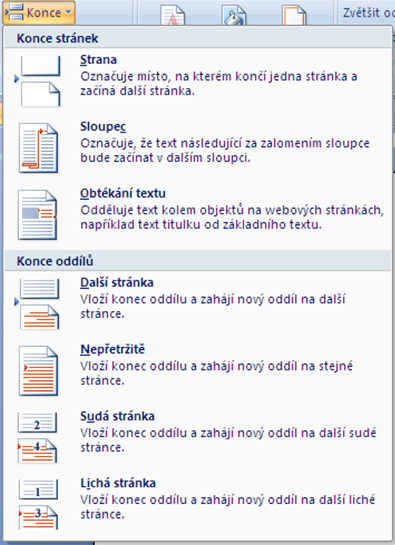 Konce
Zvětšit od
Konce stránek
Strana
Označuje místo, na kterém končí jedna stránka a
začíná další stránka.
Sloupec
Označuje, že text následující za zalomením sloupce
bude začínat v dalším sloupci.
Obtékání textu
Odděluje text kolem objektů na webových stránkách,
například text titulku od základního textu.
Konce oddílů
Další stránka
Vloží konec oddílu a zahájí nový oddíl na další
stránce.
Nepřetržitě
Vloží konec oddílu a zahájí nový oddíl na stejné
stránce.
Sudá stránka
Vloží konec oddílu a zahájí nový oddíl na další sudé
stránce.
2
4
Lichá stránka
Vloží konec oddílu a zahájí nový oddíl na další liché
stránce.
1
3